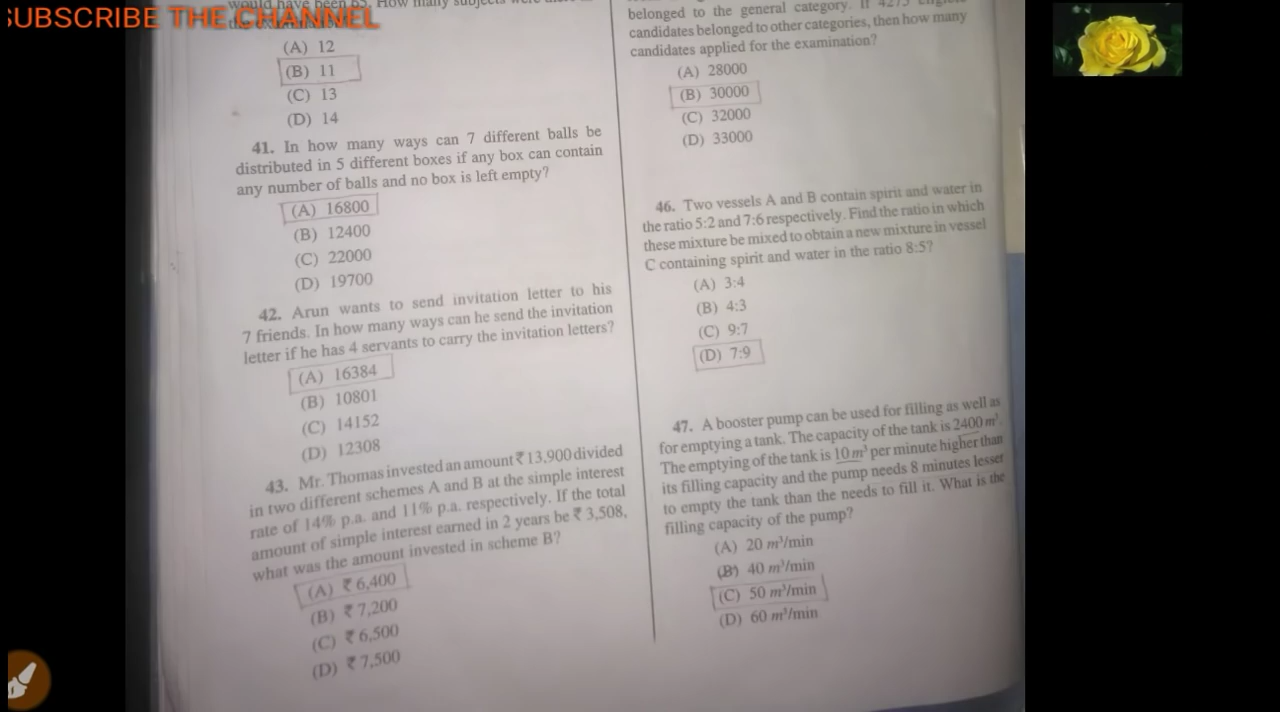 SUBSCRIBE THE CHANNEL
would have been 65. How many subjects were there in
the examination?
(A) 12
(B) 11
(C) 13
(D) 14
41. In how many ways can 7 different balls be
distributed in 5 different boxes if any box can contain
any number of balls and no box is left empty?
(A) 16800
(B) 12400
(C) 22000
(D) 19700
42. Arun wants to send invitation letter to his
7 friends. In how many ways can he send the invitation
letter if he has 4 servants to carry the invitation letters?
(A) 16384
(B) 10801
(C) 14152
(D) 12308
43. Mr. Thomas invested an amount ₹ 13,900 divided
in two different schemes A and B at the simple interest
rate of 14% p.a. and 11% p.a. respectively. If the total
amount of simple interest earned in 2 years be ₹ 3,508,
what was the amount invested in scheme B?
(A) ₹ 6,400
(B) ₹ 7,200
(C) ₹ 6,500
(D) ₹ 7,500
belonged to the general category. If 4275
candidates belonged to other categories, then how many
candidates applied for the examination?
(A) 28000
(B) 30000
(C) 32000
(D) 33000
46. Two vessels A and B contain spirit and water in
the ratio 5:2 and 7:6 respectively. Find the ratio in which
these mixture be mixed to obtain a new mixture in vessel
C containing spirit and water in the ratio 8:5?
(A) 3:4
(B) 4:3
(C) 9:7
(D) 7:9
47. A booster pump can be used for filling as well as
for emptying a tank. The capacity of the tank is 2400 m³.
The emptying of the tank is 10 m³ per minute higher than
its filling capacity and the pump needs 8 minutes lesser
to empty the tank than the needs to fill it. What is the
filling capacity of the pump?
(A) 20 m³/min
(B) 40 m³/min
(C) 50 m³/min
(D) 60 m³/min